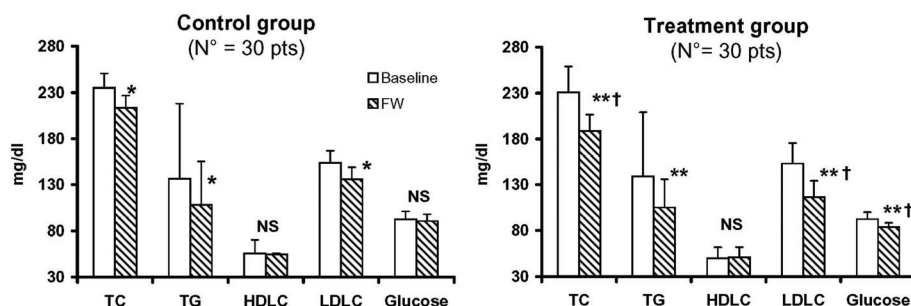 Control group
(N° = 30 pts)
280
230
180
130
80
30
mg/dl
Baseline
FW
*
*
NS
*
NS
TC TG HDLC LDLC Glucose
Treatment group
(N°= 30 pts)
280
230
180
130
80
30
mg/dl
**†
**
NS
**†
**†
TC TG HDLC LDLC Glucose